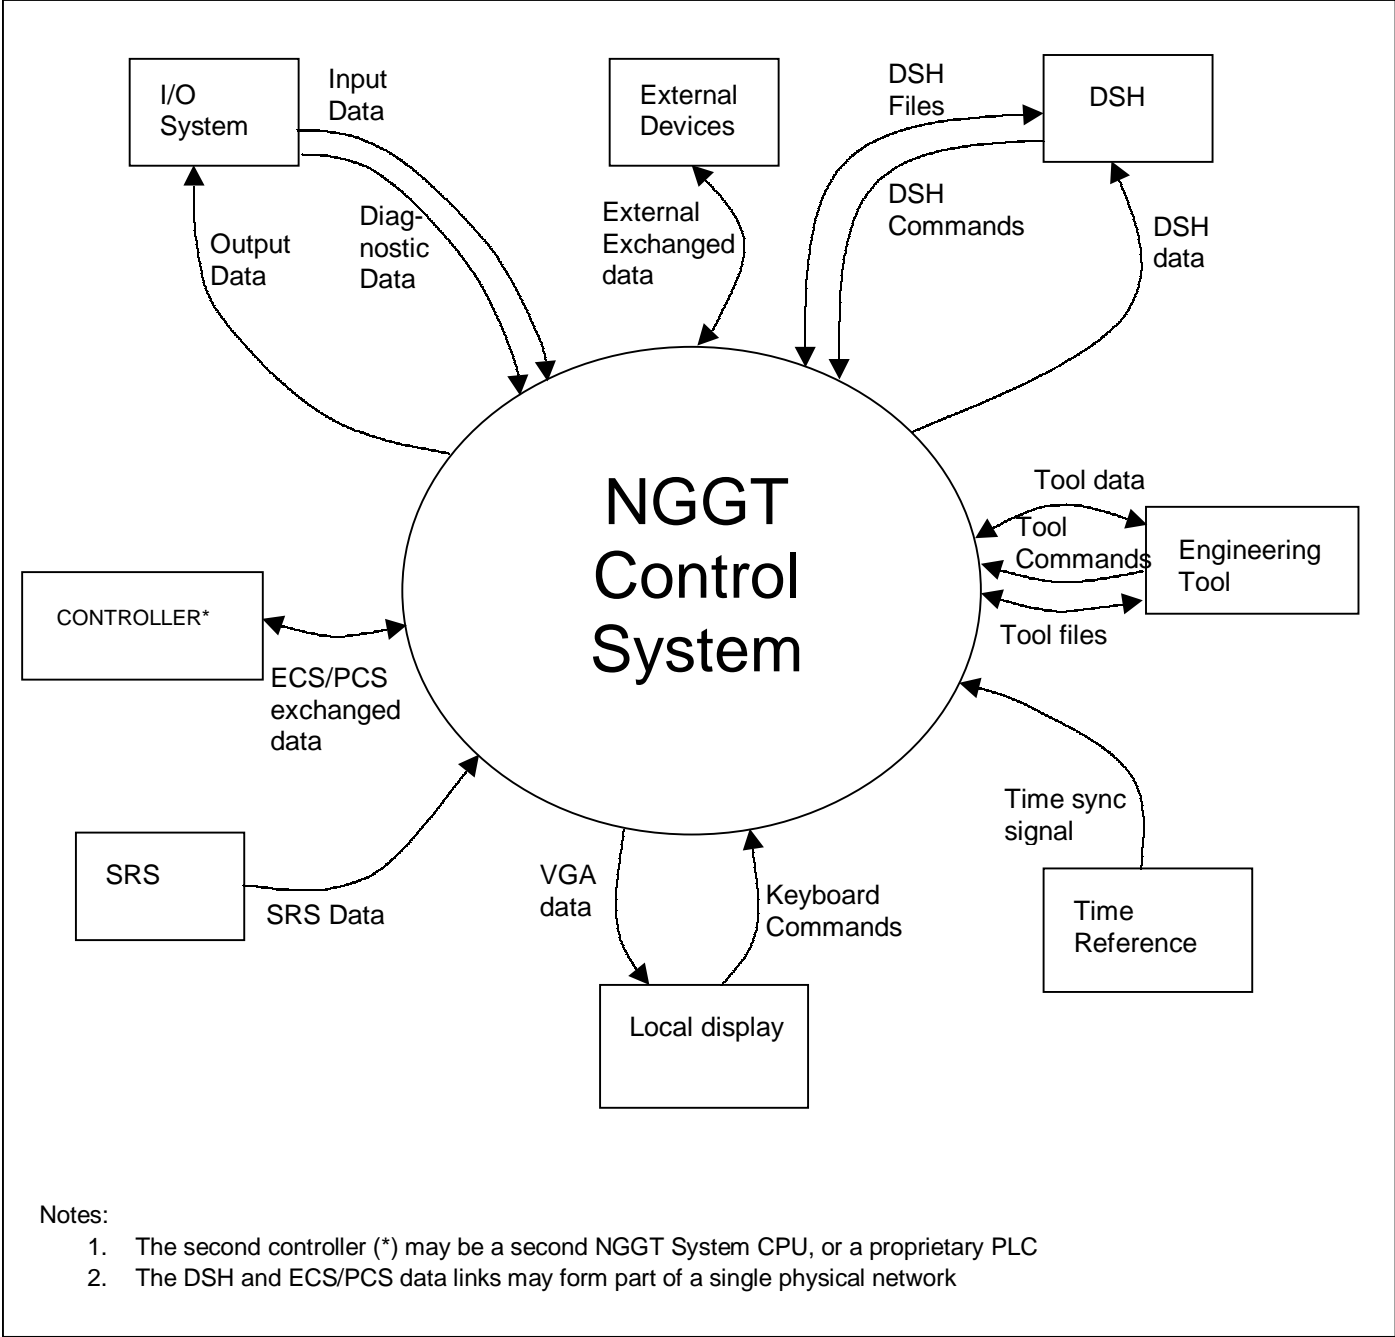 I/O
System
Input
Data
External
Devices
DSH
Files
DSH
Output
Data
Diag-
nostic
Data
External
Exchanged
data
DSH
Commands
DSH
data
NGGT
Control
System
Tool data
Tool
Commands
Tool files
Engineering
Tool
CONTROLLER*
ECS/PCS
exchanged
data
SRS
SRS Data
VGA
data
Keyboard
Commands
Time sync
signal
Time
Reference
Local display
Notes:
1. The second controller (*) may be a second NGGT System CPU, or a proprietary PLC
2. The DSH and ECS/PCS data links may form part of a single physical network